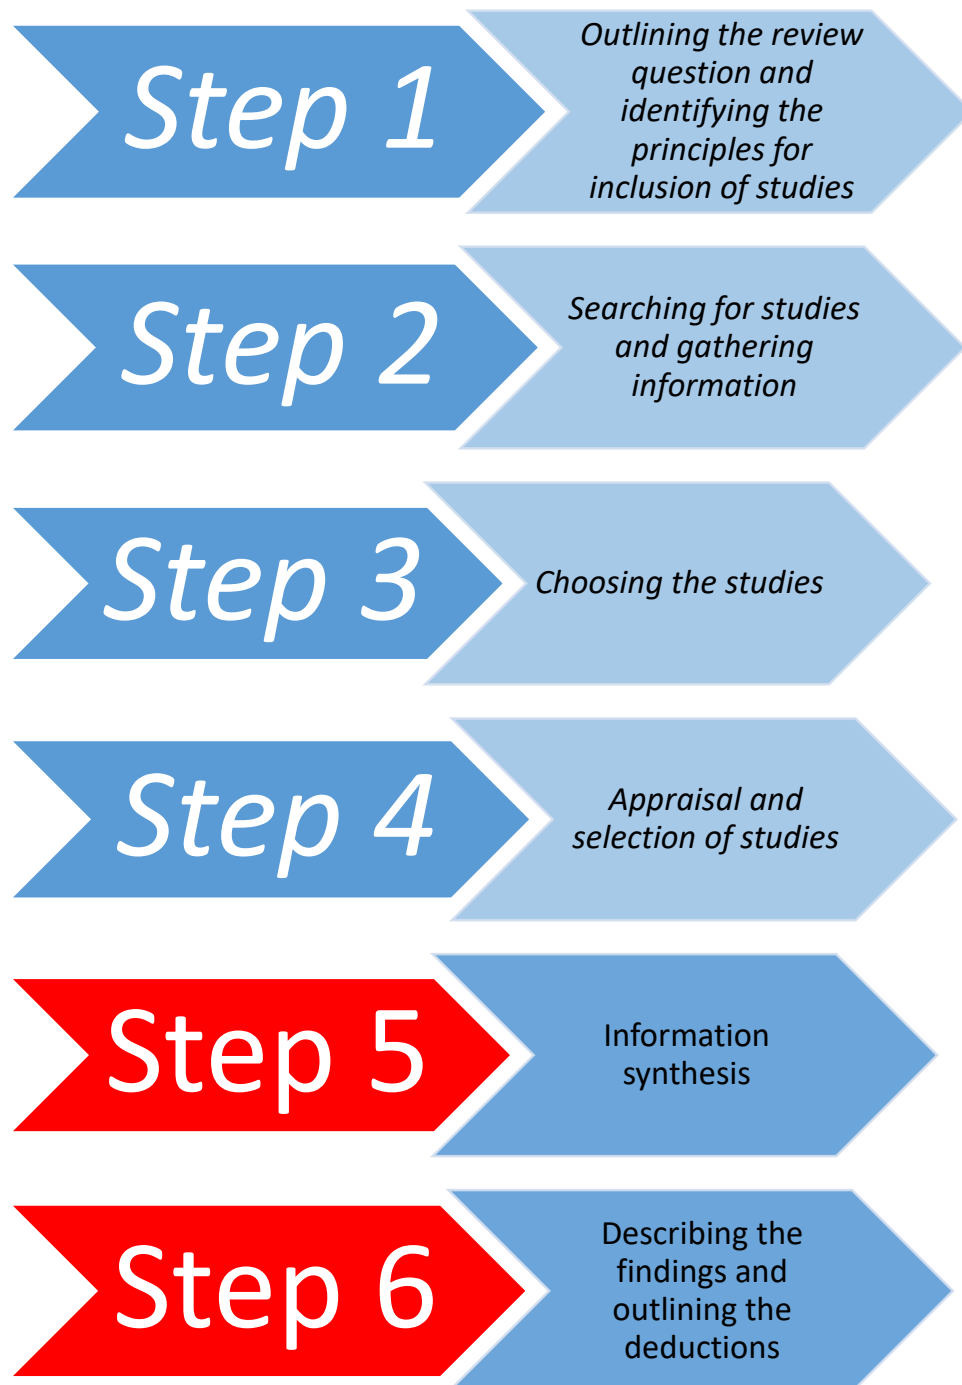 Step 1
Outlining the review
question and
identifying the
principles for
inclusion of studies
Step 2
Searching for studies
and gathering
information
Step 3
Choosing the studies
Step 4
Appraisal and
selection of studies
Step 5
Information
synthesis
Step 6
Describing the
findings and
outlining the
deductions